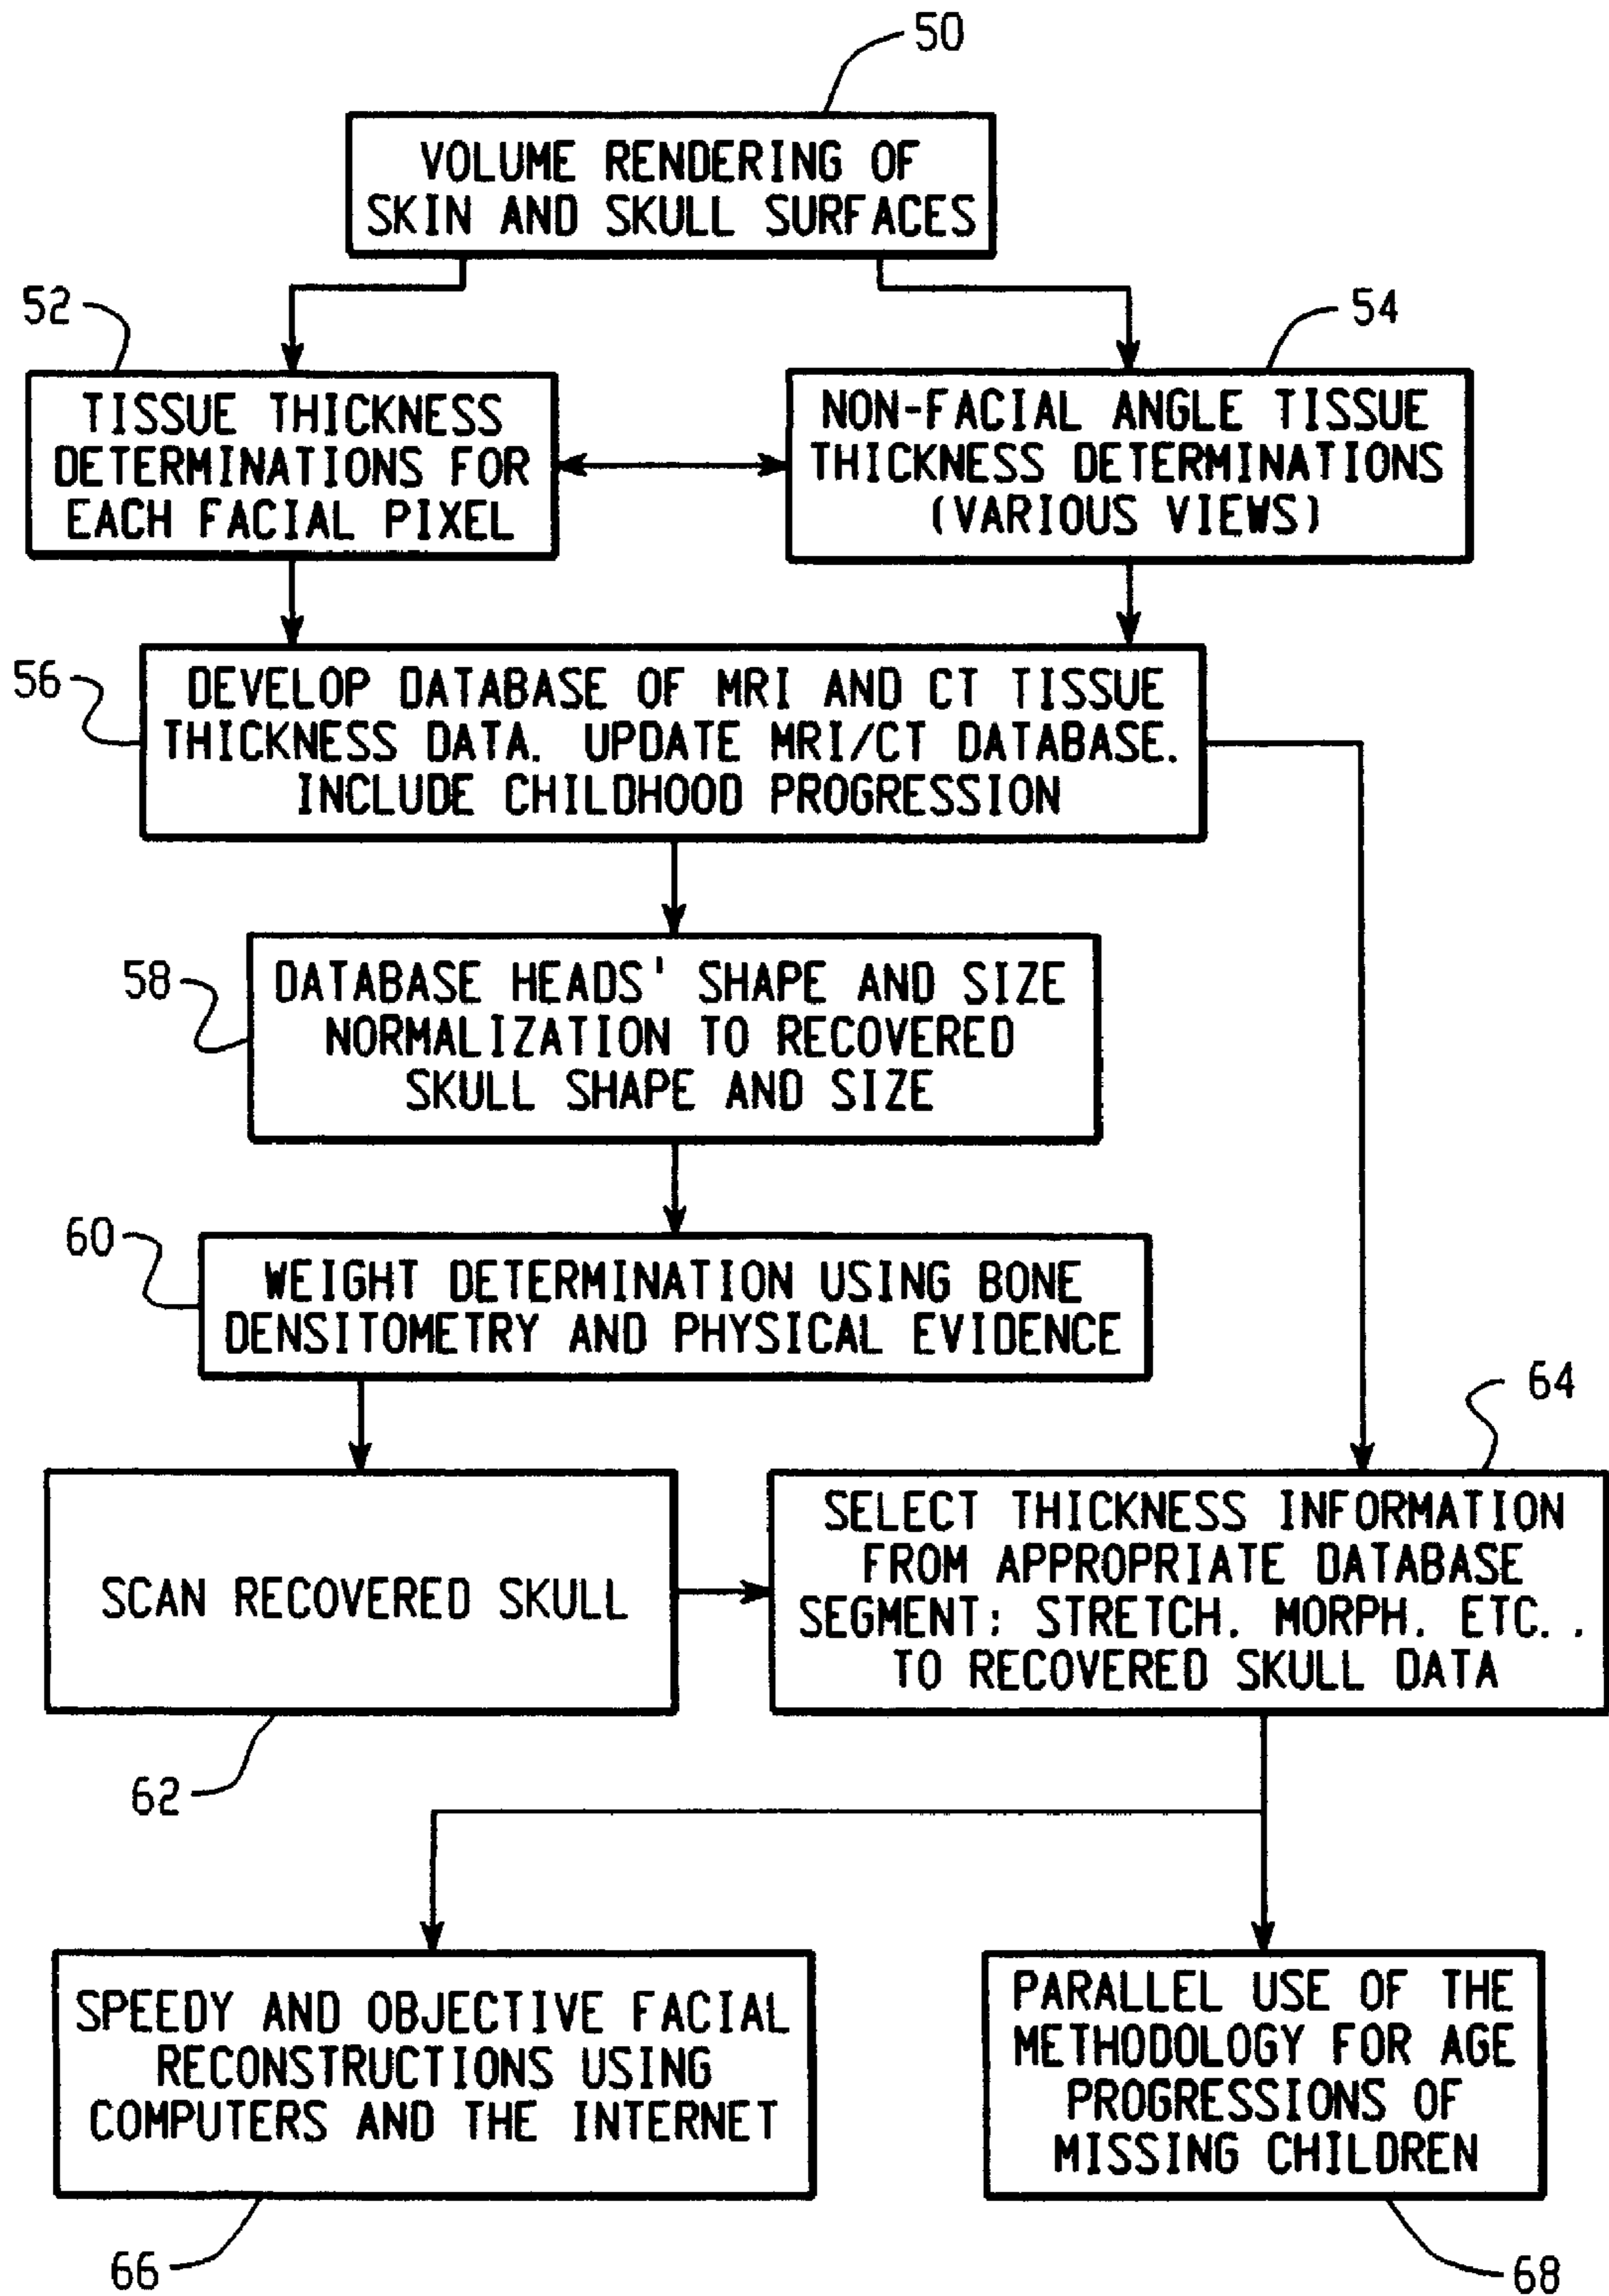 50
VOLUME RENDERING OF
SKIN AND SKULL SURFACES
52
54
TISSUE THICKNESS
DETERMINATIONS FOR
EACH FACIAL PIXEL
NON-FACIAL ANGLE TISSUE
THICKNESS DETERMINATIONS
(VARIOUS VIEWS)
56
DEVELOP DATABASE OF MRI AND CT TISSUE
THICKNESS DATA. UPDATE MRI/CT DATABASE.
INCLUDE CHILDHOOD PROGRESSION
58
DATABASE HEADS' SHAPE AND SIZE
NORMALIZATION TO RECOVERED
SKULL SHAPE AND SIZE
60
WEIGHT DETERMINATION USING BONE
DENSITOMETRY AND PHYSICAL EVIDENCE
64
SCAN RECOVERED SKULL
62
SELECT THICKNESS INFORMATION
FROM APPROPRIATE DATABASE
SEGMENT; STRETCH, MORPH, ETC.,
TO RECOVERED SKULL DATA
SPEEDY AND OBJECTIVE FACIAL
RECONSTRUCTIONS USING
COMPUTERS AND THE INTERNET
66
PARALLEL USE OF THE
METHODOLOGY FOR AGE
PROGRESSIONS OF
MISSING CHILDREN
68